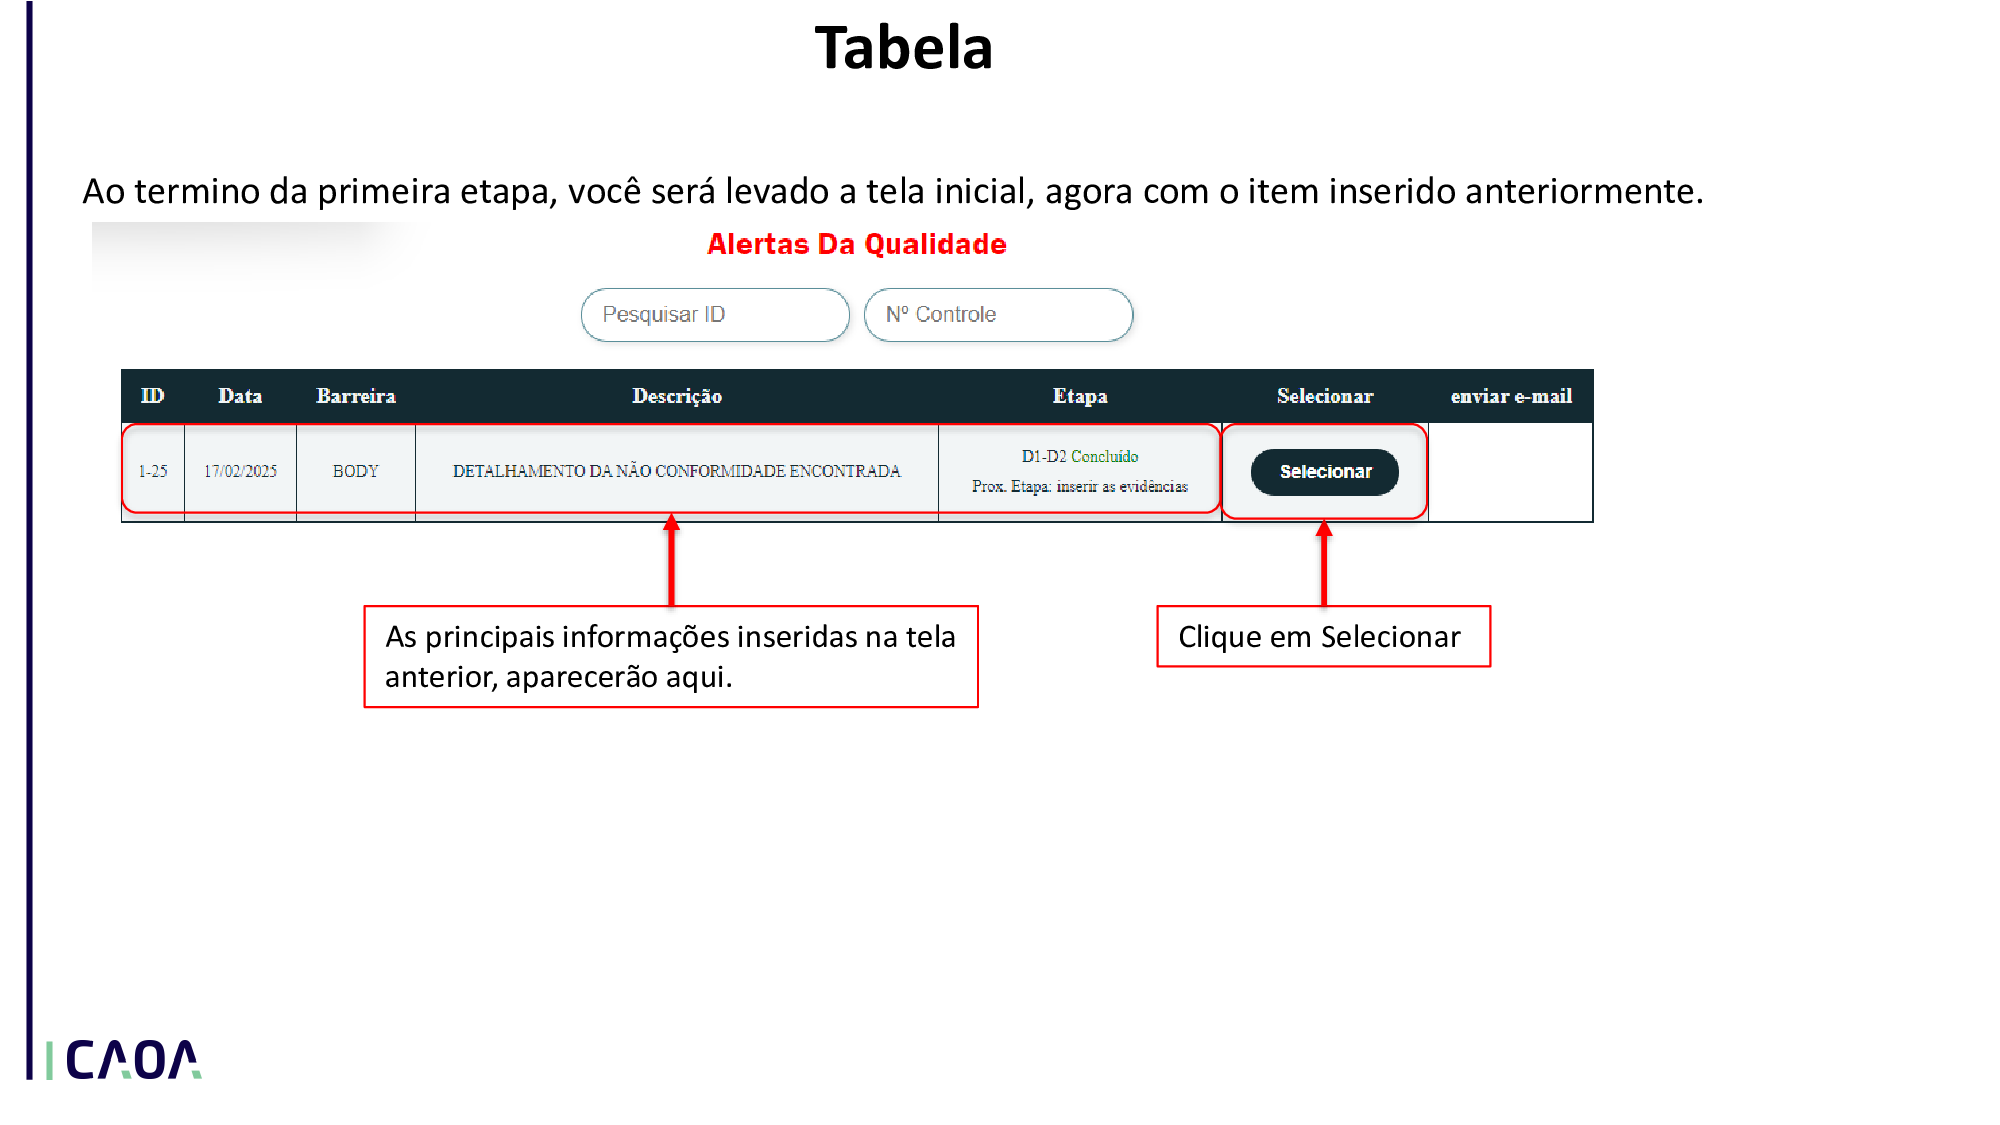 Tabela
Ao termino da primeira etapa, você será levado a tela inicial, agora com o item inserido anteriormente.
Alertas Da Qualidade
Pesquisar ID Nº Controle
ID Data Barreira Descrição Etapa Selecionar enviar e-mail
1-25 17/02/2025 BODY DETALHAMENTO DA NÃO CONFORMIDADE ENCONTRADA D1-D2 Concluído
Prox. Etapa: inserir as evidências
Selecionar
As principais informações inseridas na tela
anterior, aparecerão aqui.
Clique em Selecionar
CAOA